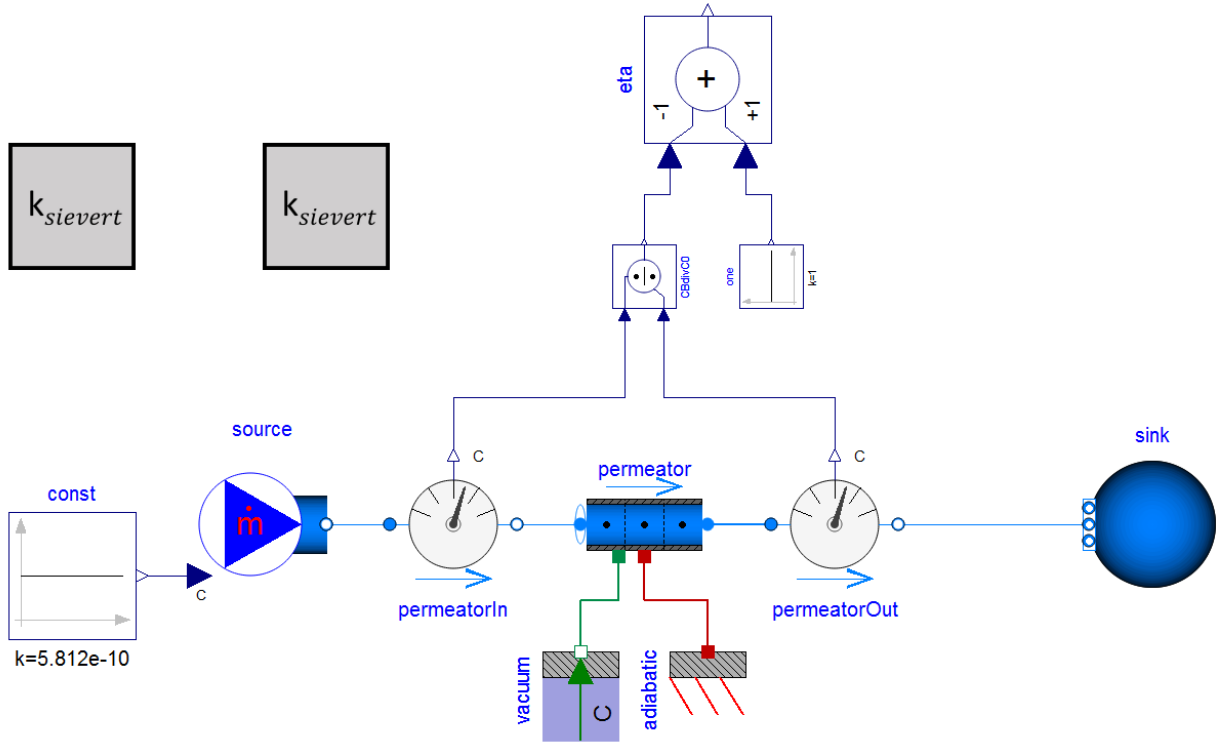 eta
+
-1
+1
k_sievert
k_sievert
CBdivC0
one
k=1
source
C
permeator
C
sink
const
ṁ
C
permeatorIn
permeatorOut
k=5.812e-10
vacuum
C
adiabatic